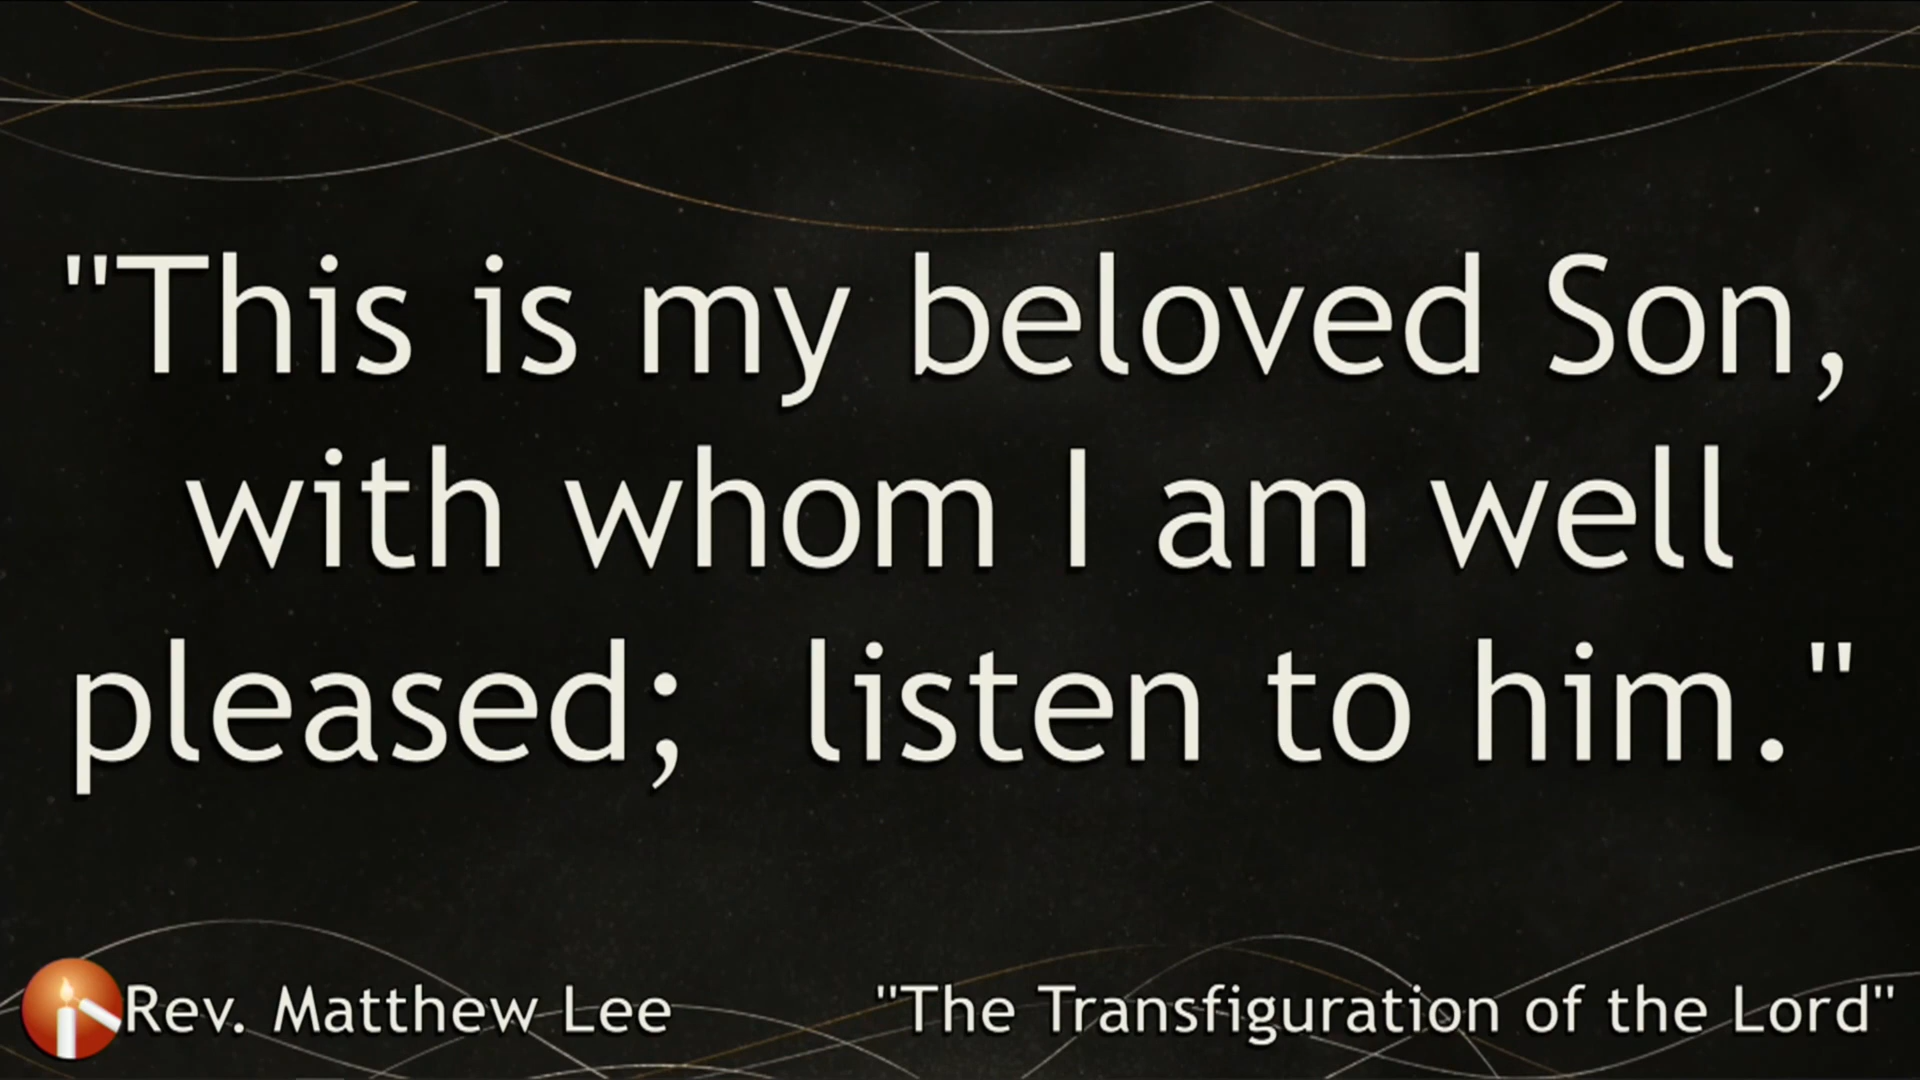 "This is my beloved Son,
with whom I am well
pleased;  listen to him."
Rev. Matthew Lee
"The Transfiguration of the Lord"